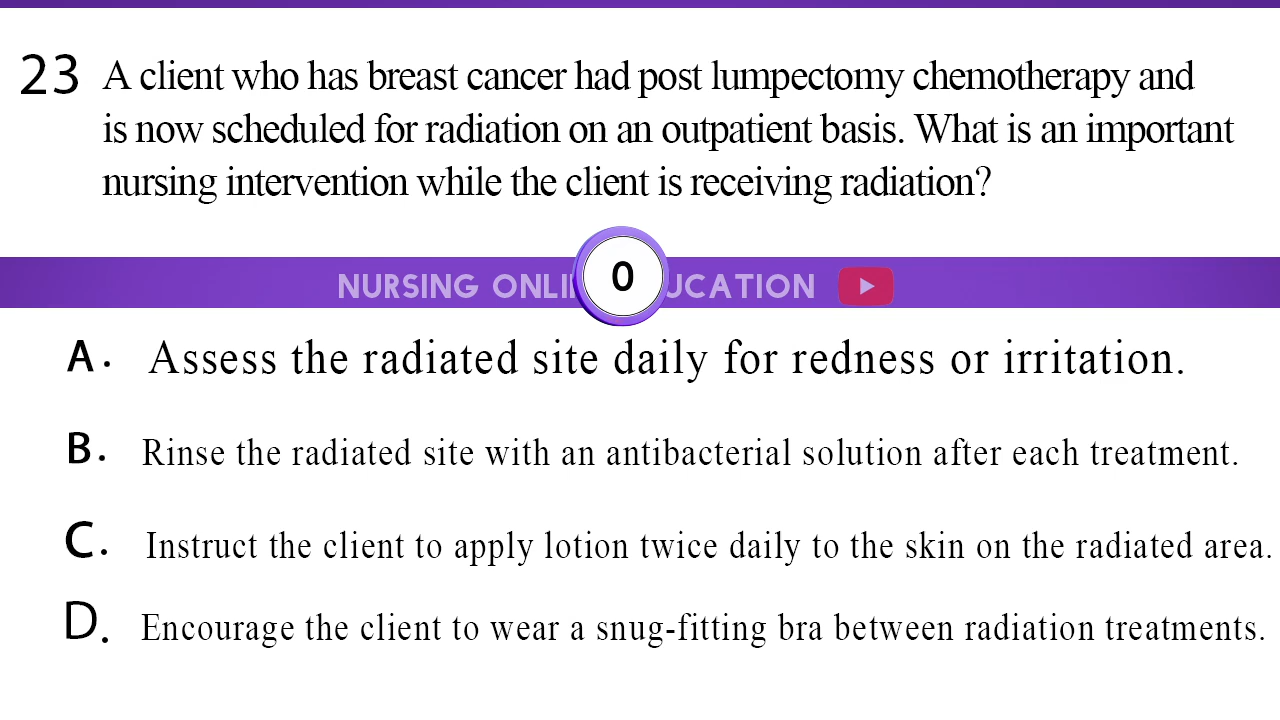 23 A client who has breast cancer had post lumpectomy chemotherapy and
is now scheduled for radiation on an outpatient basis. What is an important
nursing intervention while the client is receiving radiation?
NURSING 0
A. Assess the radiated site daily for redness or irritation.
B. Rinse the radiated site with an antibacterial solution after each treatment.
C. Instruct the client to apply lotion twice daily to the skin on the radiated area.
D. Encourage the client to wear a snug-fitting bra between radiation treatments.